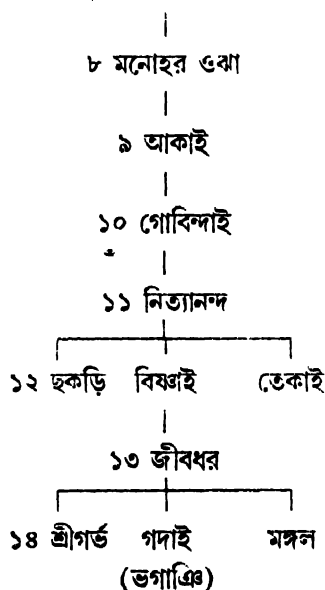 ৮ মনোহর ওঝা
৯ আকাই
১০ গোবিন্দাই
১১ নিত্যানন্দ
১২ ছকড়ি বিষ্ণাই তেকাই
১৩ জীবধর
১৪ শ্রীগর্ভ গদাই মঙ্গল
(ভগাঞি)